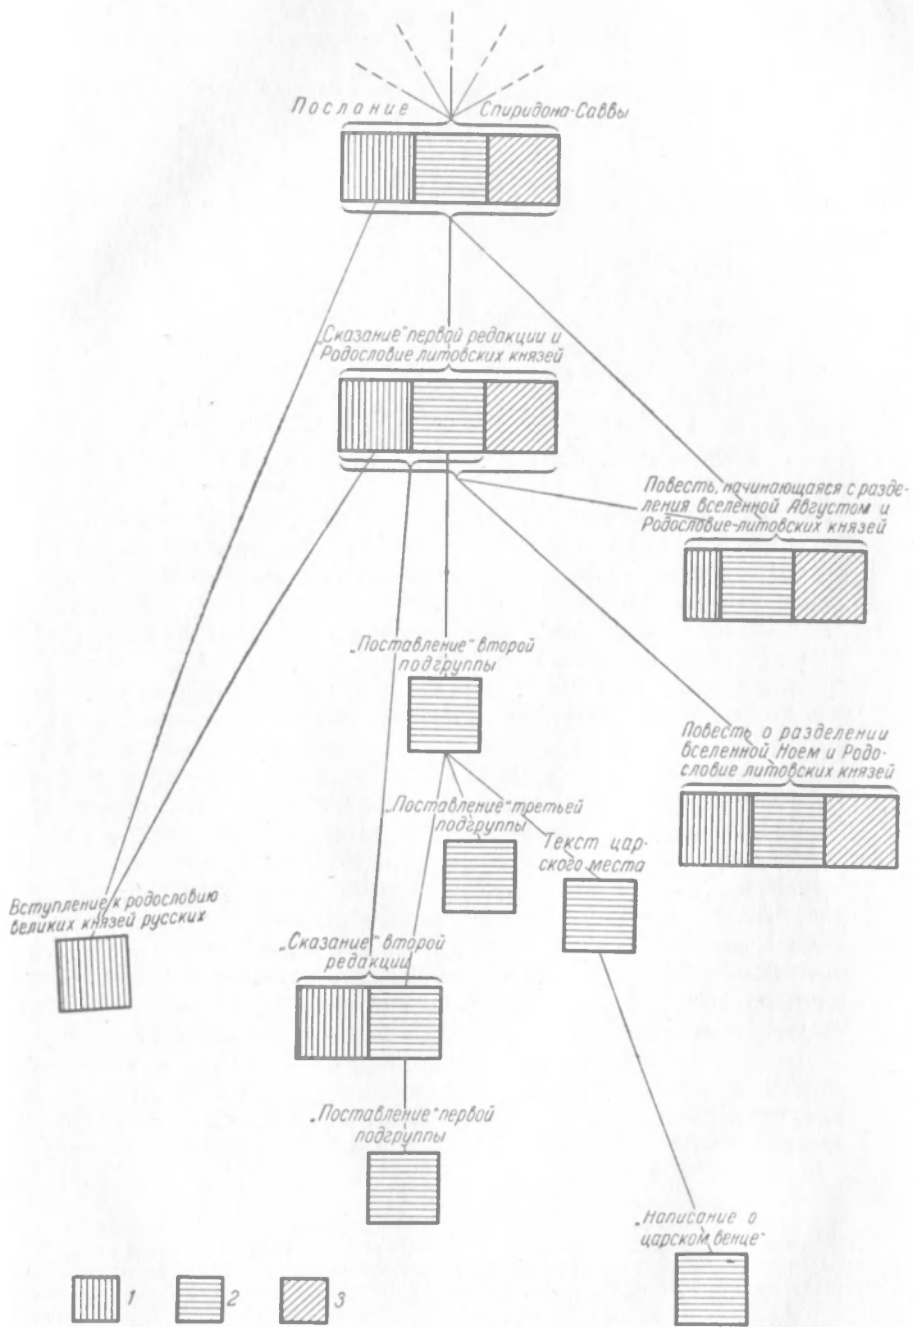 Послание Спиридона-Саввы
„Сказание" первой редакции и
Родословие литовских князей
Повесть, начинающаяся с разде-
ления вселенной Августом и
Родословие-литовских князей
„Поставление" второй
подгруппы
Повесть о разделении
вселенной Ноем и Родо-
словие литовских князей
„Поставление" третьей
подгруппы
Текст цар-
ского места
Вступление к родословию
великих князей русских
„Сказание" второй
редакции
„Поставление" первой
подгруппы
„Написание о
царском венце"
1 2 3